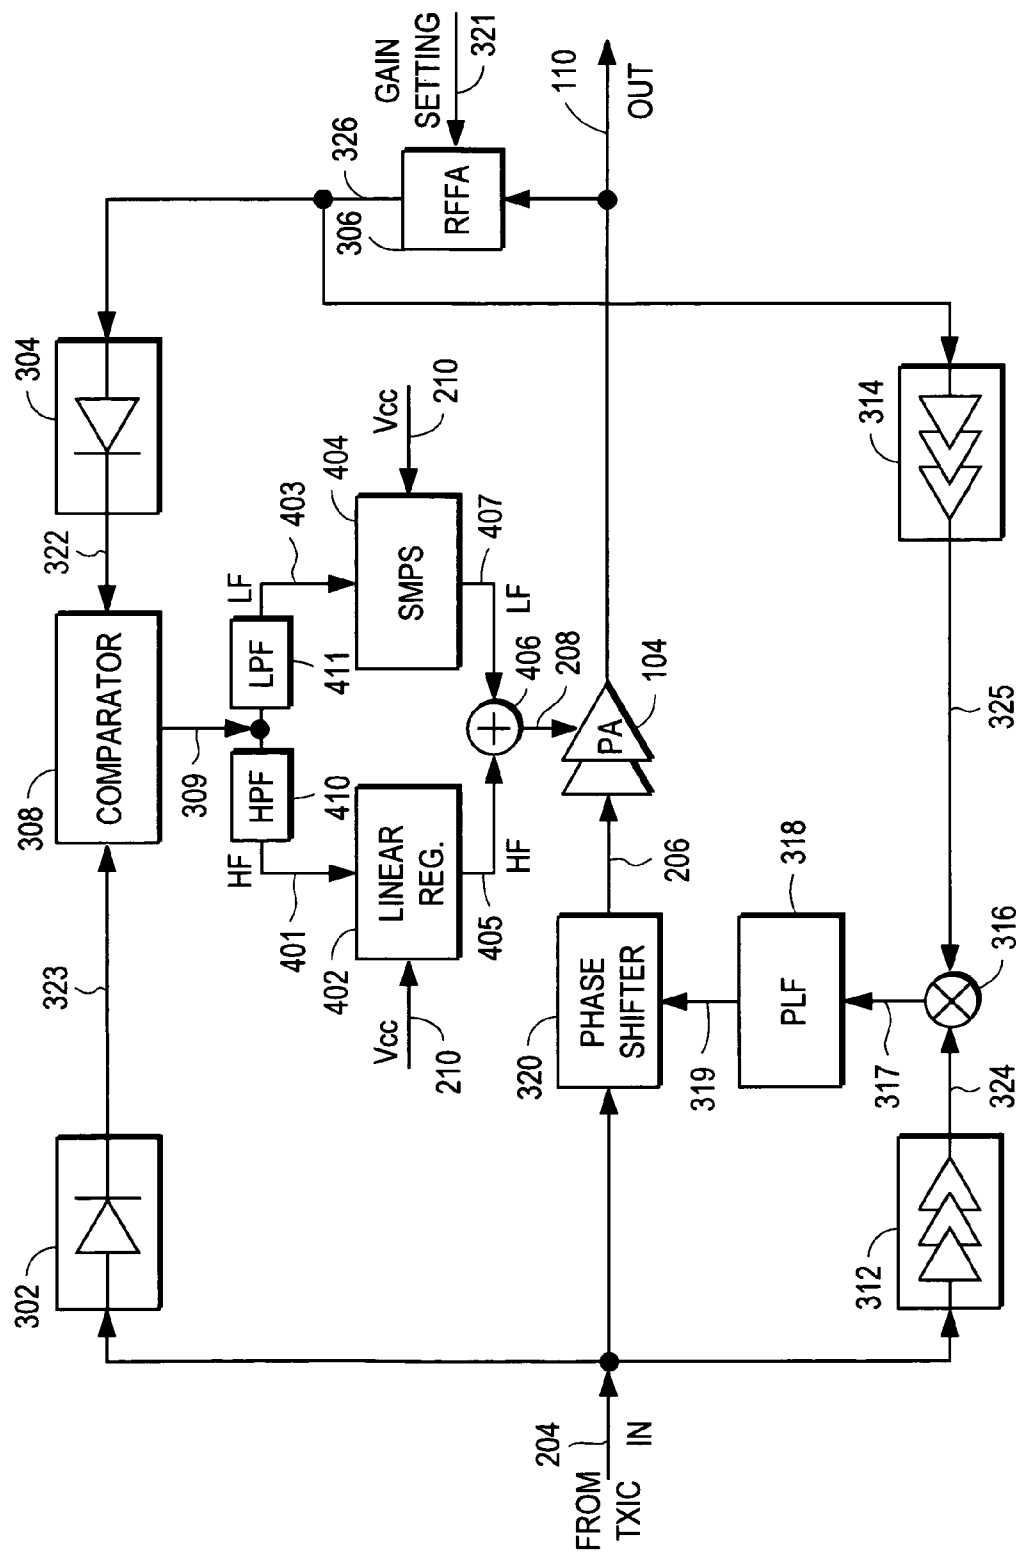 302
323
308
COMPARATOR
322
304
309
HF
HPF
410
LPF
411
LF
401
403
Vcc
210
402
LINEAR
REG.
405
HF
404
SMPS
407
LF
Vcc
210
406
208
326
306
RFFA
GAIN
SETTING
321
204
FROM
TXIC
IN
320
PHASE
SHIFTER
206
PA
104
110
OUT
319
PLF
318
317
312
324
316
325
314